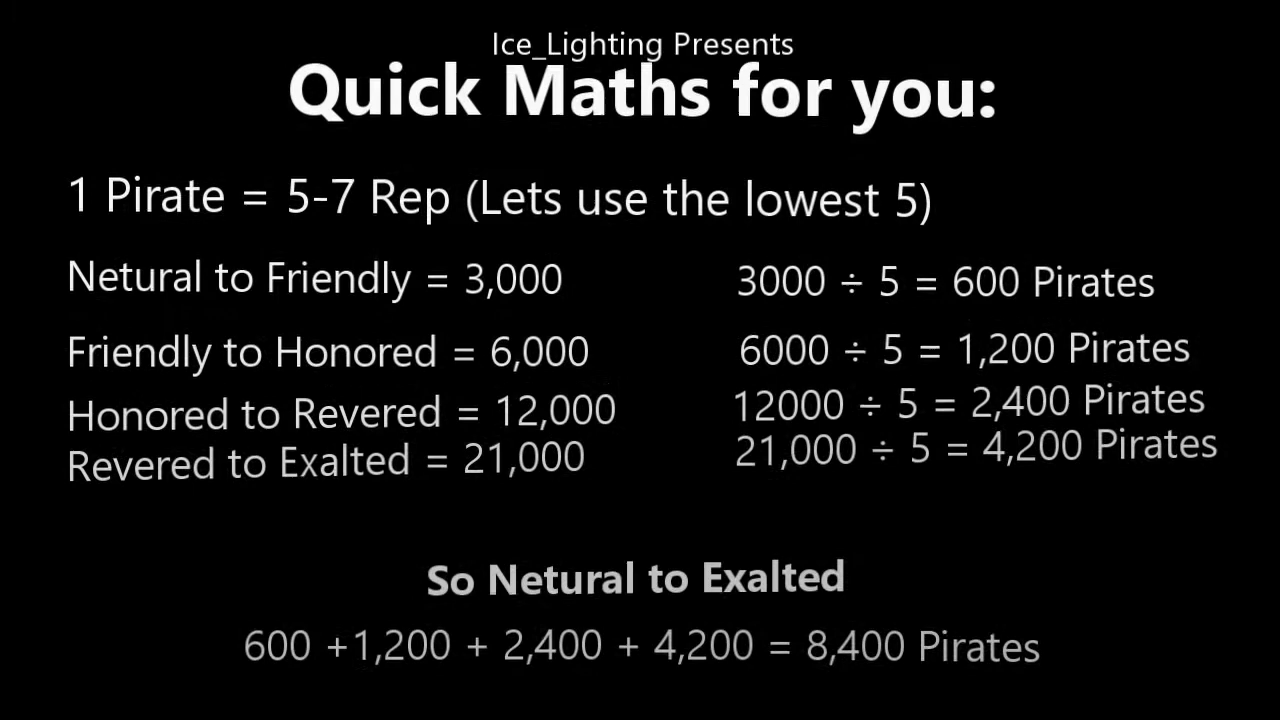 Ice_Lighting Presents
Quick Maths for you:
1 Pirate = 5-7 Rep (Lets use the lowest 5)
Netural to Friendly = 3,000
3000 ÷ 5 = 600 Pirates
Friendly to Honored = 6,000
6000 ÷ 5 = 1,200 Pirates
Honored to Revered = 12,000
12000 ÷ 5 = 2,400 Pirates
Revered to Exalted = 21,000
21,000 ÷ 5 = 4,200 Pirates
So Netural to Exalted
600 +1,200 + 2,400 + 4,200 = 8,400 Pirates